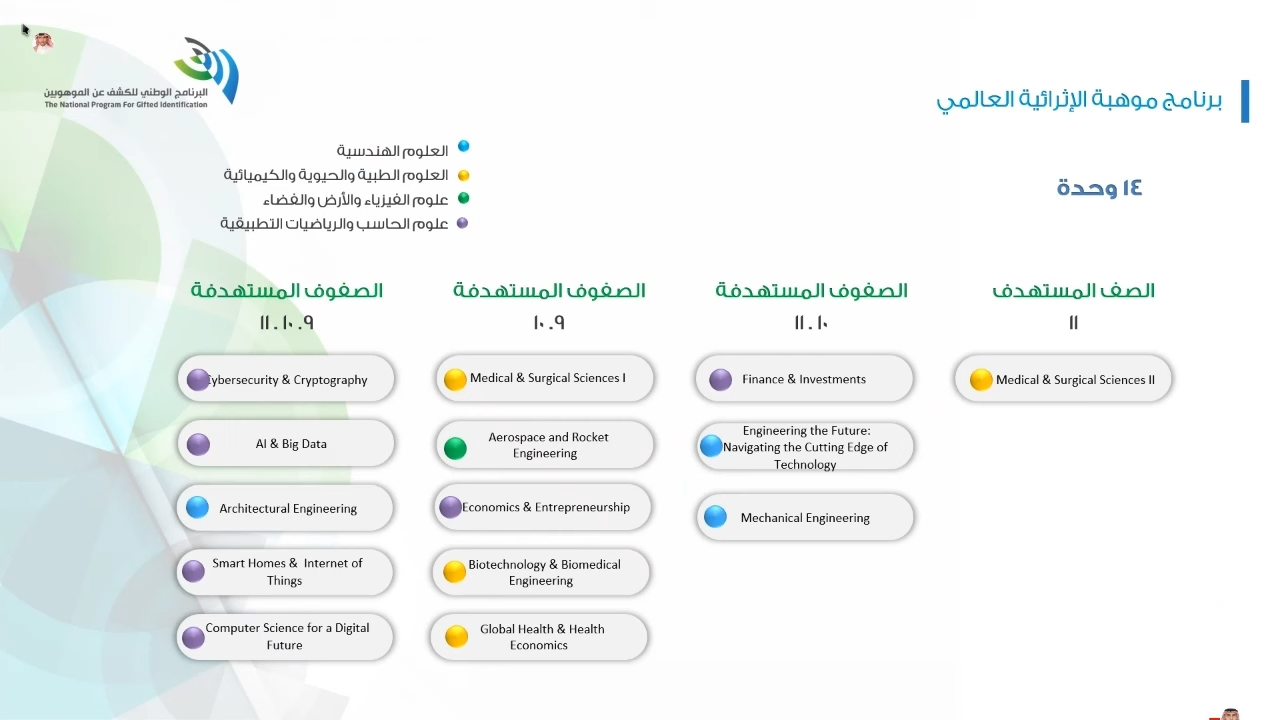 البرنامج الوطني للكشف عن الموهوبين
The National Program For Gifted Identification
برنامج موهبة الإثرائية العالمي
١٤ وحدة
العلوم الهندسية
العلوم الطبية والحيوية والكيميائية
علوم الفيزياء والأرض والفضاء
علوم الحاسب والرياضيات التطبيقية
الصف المستهدف
١١
Medical & Surgical Sciences II
الصفوف المستهدفة
١٠ . ١١
Finance & Investments
Engineering the Future:
Navigating the Cutting Edge of
Technology
Mechanical Engineering
الصفوف المستهدفة
٩ . ١٠
Medical & Surgical Sciences I
Aerospace and Rocket
Engineering
Economics & Entrepreneurship
Biotechnology & Biomedical
Engineering
Global Health & Health
Economics
الصفوف المستهدفة
٩ . ١٠ . ١١
Cybersecurity & Cryptography
AI & Big Data
Architectural Engineering
Smart Homes & Internet of
Things
Computer Science for a Digital
Future